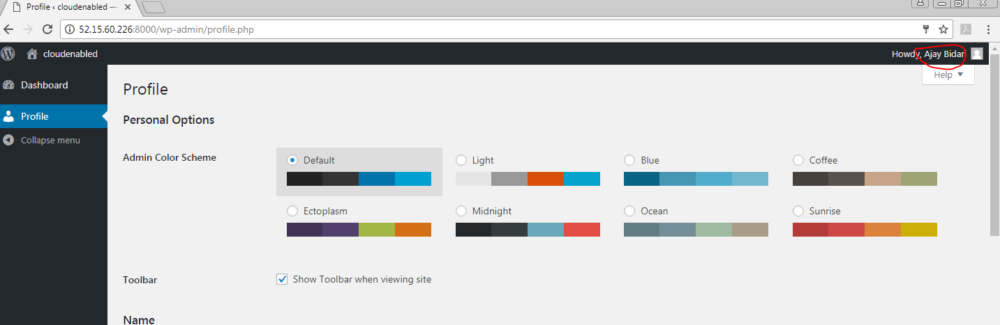 Profile ‹ cloudenabled —
52.15.60.226:8000/wp-admin/profile.php
cloudenabled
Howdy, Ajay Bidari
Help
Dashboard
Profile
Collapse menu
Profile
Personal Options
Admin Color Scheme
Default
Light
Blue
Coffee
Ectoplasm
Midnight
Ocean
Sunrise
Toolbar
Show Toolbar when viewing site
Name